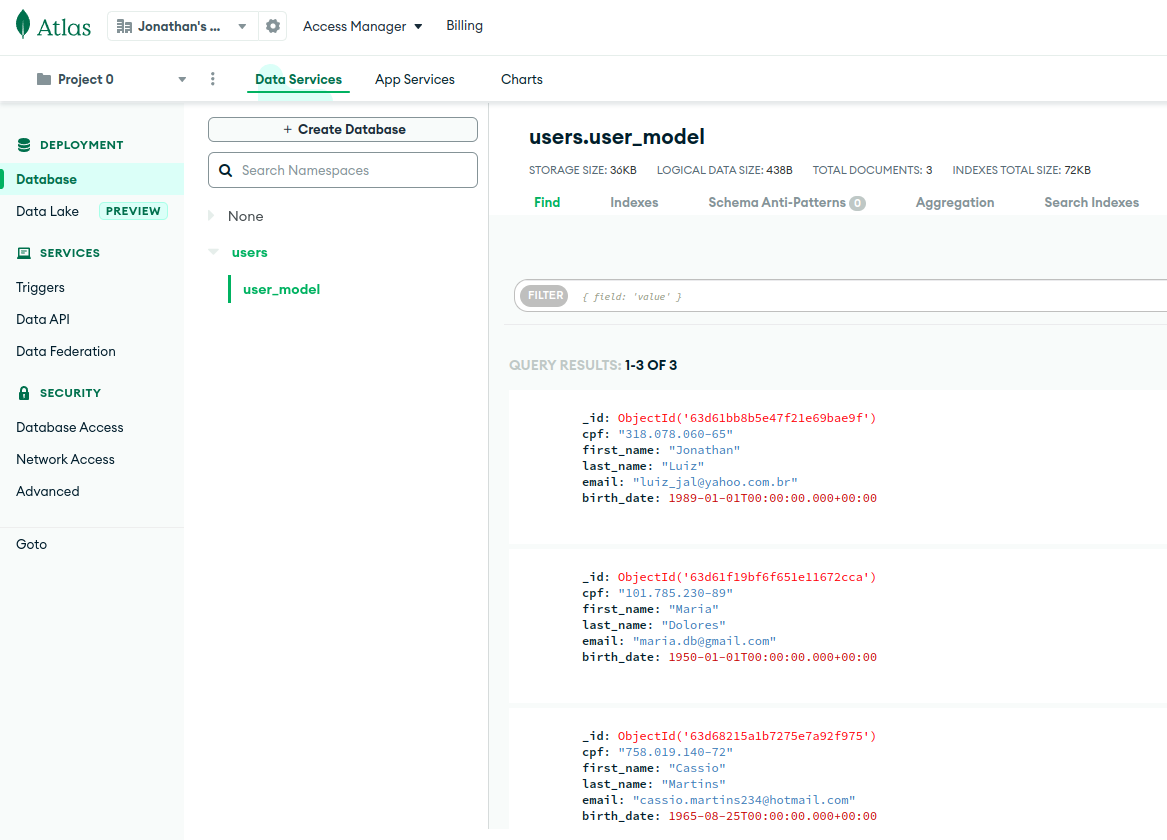 Atlas
Jonathan's ...
Access Manager
Billing
Project 0
Data Services
App Services
Charts
DEPLOYMENT
Database
Data Lake
PREVIEW
SERVICES
Triggers
Data API
Data Federation
SECURITY
Database Access
Network Access
Advanced
Goto
+ Create Database
Search Namespaces
None
users
user_model
users.user_model
STORAGE SIZE: 36KB LOGICAL DATA SIZE: 438B TOTAL DOCUMENTS: 3 INDEXES TOTAL SIZE: 72KB
Find Indexes Schema Anti-Patterns 0 Aggregation Search Indexes
FILTER { field: 'value' }
QUERY RESULTS: 1-3 OF 3
_id: ObjectId('63d61bb8b5e47f21e69bae9f')
cpf: "318.078.060-65"
first_name: "Jonathan"
last_name: "Luiz"
email: "luiz_jal@yahoo.com.br"
birth_date: 1989-01-01T00:00:00.000+00:00
_id: ObjectId('63d61f19bf6f651e11672cca')
cpf: "101.785.230-89"
first_name: "Maria"
last_name: "Dolores"
email: "maria.db@gmail.com"
birth_date: 1950-01-01T00:00:00.000+00:00
_id: ObjectId('63d68215a1b7275e7a92f975')
cpf: "758.019.140-72"
first_name: "Cassio"
last_name: "Martins"
email: "cassio.martins234@hotmail.com"
birth_date: 1965-08-25T00:00:00.000+00:00